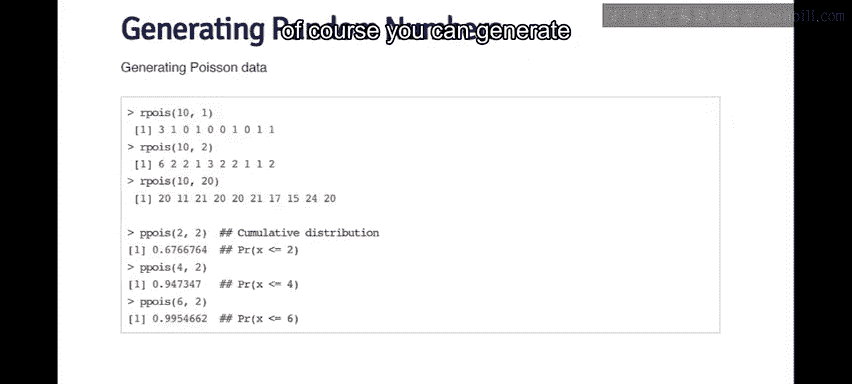 Generating Random Numbers
of course you can generate
Generating Poisson data
> rpois(10, 1)
[1] 3 1 0 1 0 0 1 0 1 1
> rpois(10, 2)
[1] 6 2 2 1 3 2 2 1 1 2
> rpois(10, 20)
[1] 20 11 21 20 20 21 17 15 24 20
> ppois(2, 2) ## Cumulative distribution
[1] 0.6766764 ## Pr(x <= 2)
> ppois(4, 2)
[1] 0.947347 ## Pr(x <= 4)
> ppois(6, 2)
[1] 0.9954662 ## Pr(x <= 6)